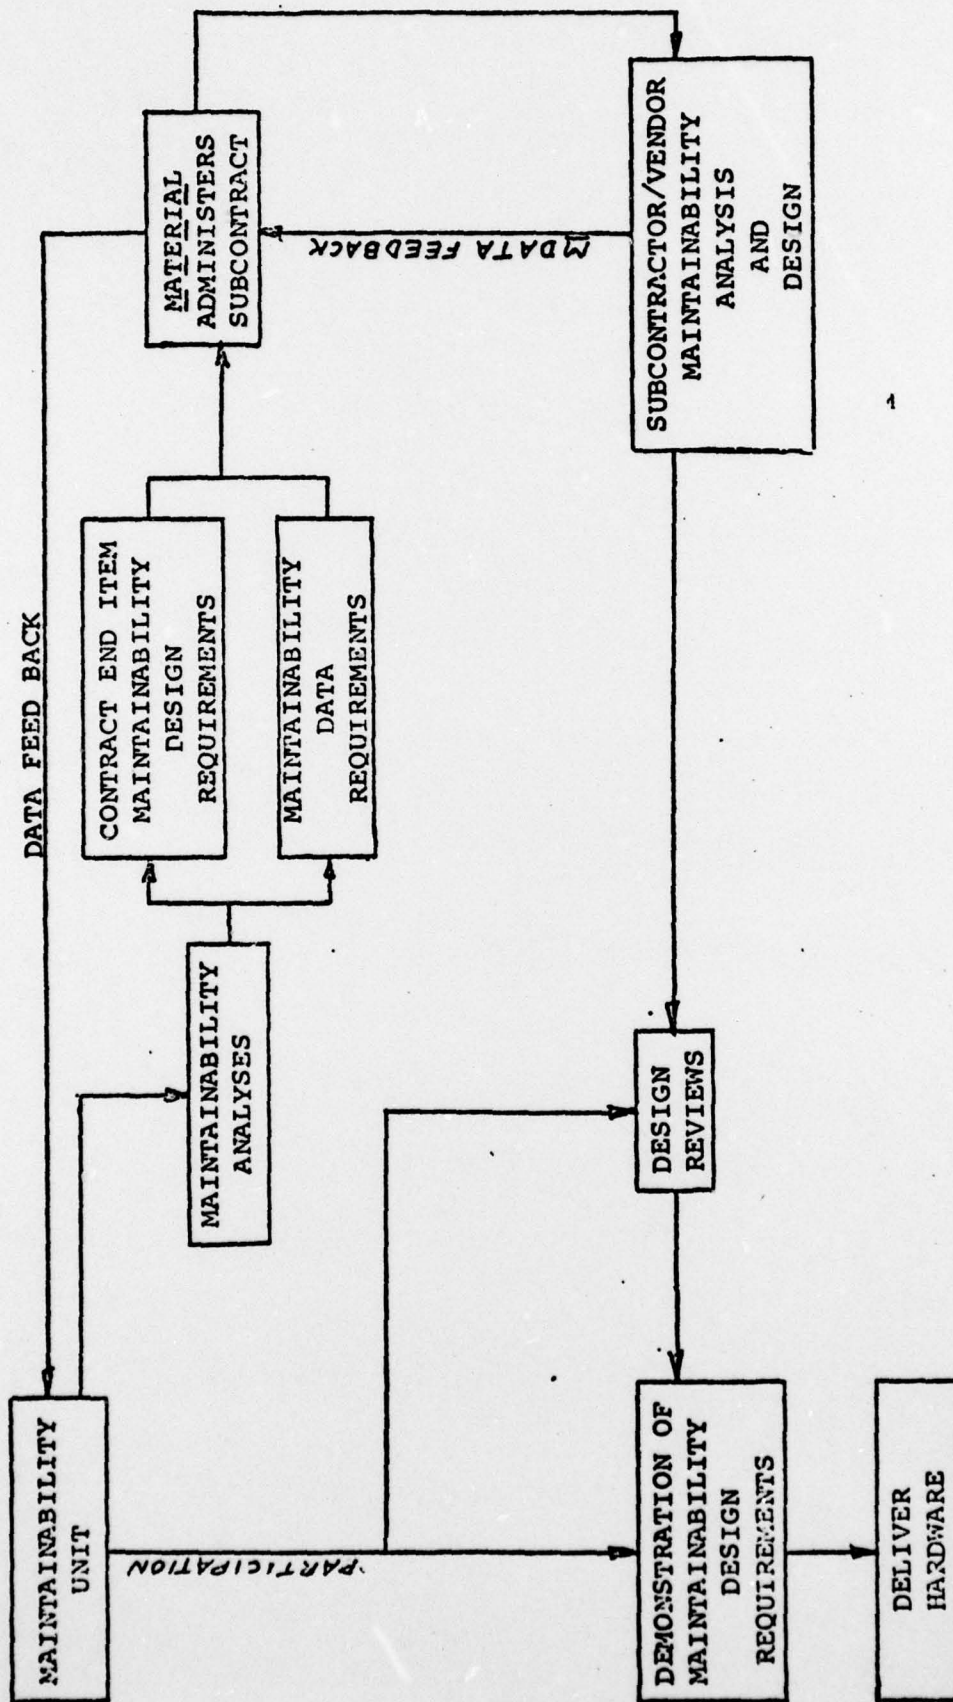 DATA FEED BACK
MAINTAINABILITY
UNIT
MAINTAINABILITY
ANALYSES
CONTRACT END ITEM
MAINTAINABILITY
DESIGN
REQUIREMENTS
MAINTAINABILITY
DATA
REQUIREMENTS
MATERIAL
ADMINISTERS
SUBCONTRACT
M DATA FEEDBACK
PARTICIPATION
DEMONSTRATION OF
MAINTAINABILITY
DESIGN
REQUIREMENTS
DESIGN
REVIEWS
SUBCONTRACTOR/VENDOR
MAINTAINABILITY
ANALYSIS
AND
DESIGN
DELIVER
HARDWARE